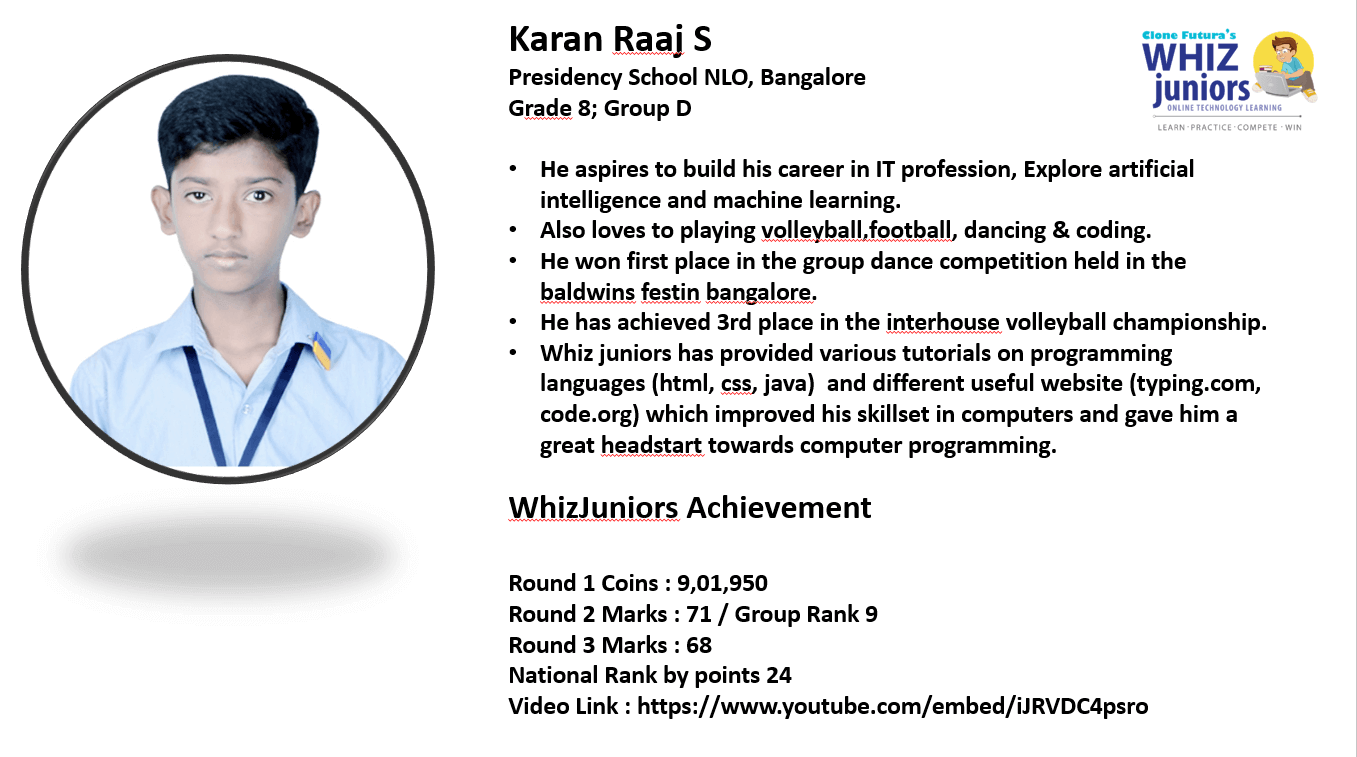 Karan Raaj S
Presidency School NLO, Bangalore
Grade 8; Group D
Clone Futura's
WHIZ
juniors
ONLINE TECHNOLOGY LEARNING
LEARN · PRACTICE · COMPETE · WIN
• He aspires to build his career in IT profession, Explore artificial
intelligence and machine learning.
• Also loves to playing volleyball,football, dancing & coding.
• He won first place in the group dance competition held in the
baldwins festin bangalore.
• He has achieved 3rd place in the interhouse volleyball championship.
• Whiz juniors has provided various tutorials on programming
languages (html, css, java)  and different useful website (typing.com,
code.org) which improved his skillset in computers and gave him a
great headstart towards computer programming.
WhizJuniors Achievement
Round 1 Coins : 9,01,950
Round 2 Marks : 71 / Group Rank 9
Round 3 Marks : 68
National Rank by points 24
Video Link : https://www.youtube.com/embed/iJRVDC4psro